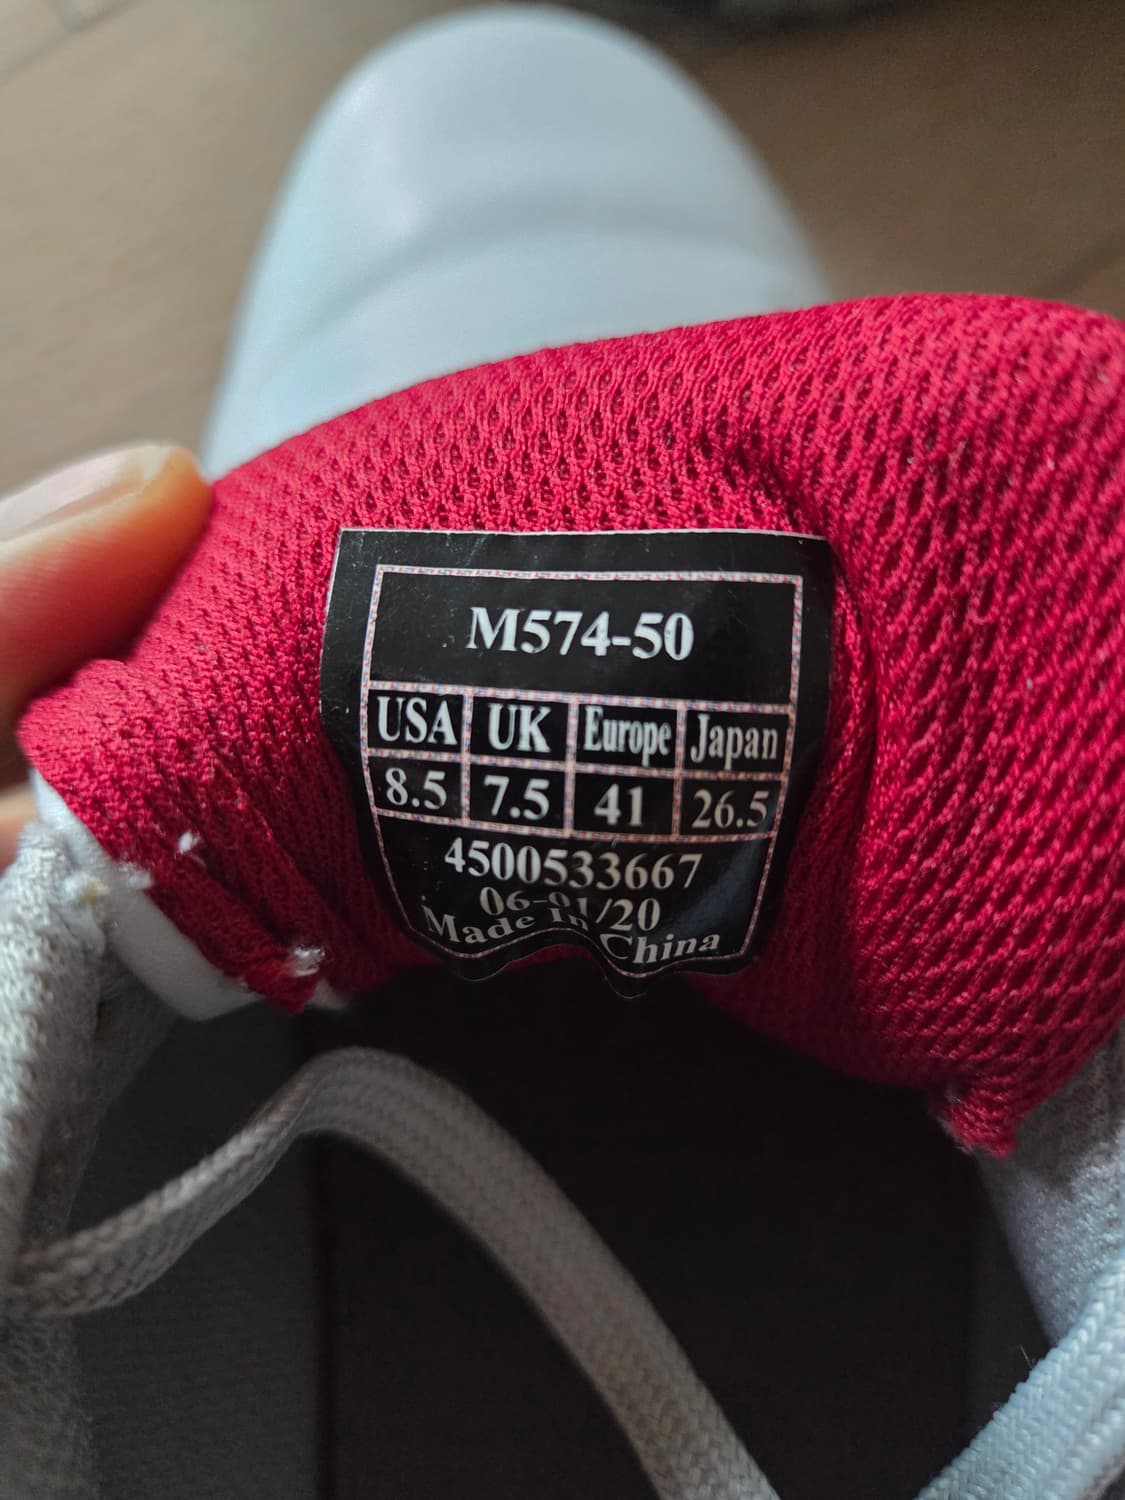 M574-50
USA UK Europe Japan
8.5 7.5 41 26.5
4500533667
06-01/20
Made In China